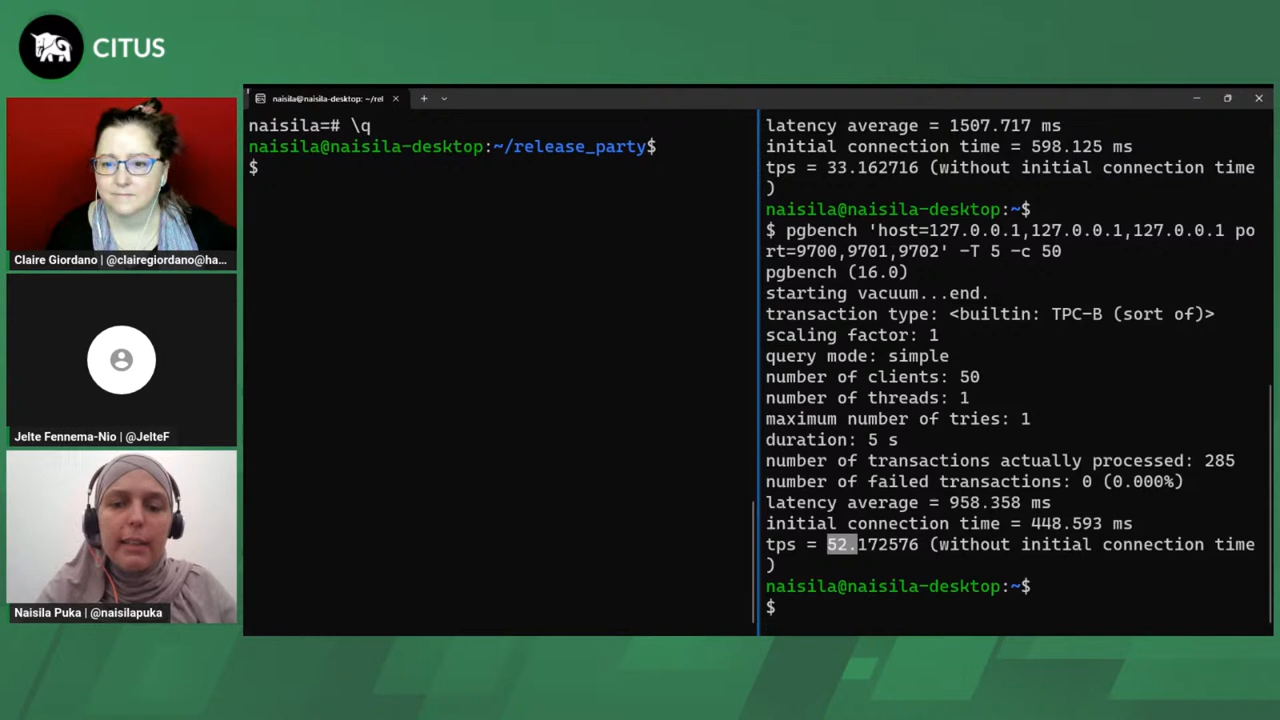 CITUS
Claire Giordano | @clairegiordano@ha...
Jelte Fennema-Nio | @JelteF
Naisila Puka | @naisilapuka
naisila@naisila-desktop: ~/rel
naisila=# \q
naisila@naisila-desktop:~/release_party$
$
latency average = 1507.717 ms
initial connection time = 598.125 ms
tps = 33.162716 (without initial connection time
)
naisila@naisila-desktop:~$
$ pgbench 'host=127.0.0.1,127.0.0.1,127.0.0.1 po
rt=9700,9701,9702' -T 5 -c 50
pgbench (16.0)
starting vacuum...end.
transaction type: <builtin: TPC-B (sort of)>
scaling factor: 1
query mode: simple
number of clients: 50
number of threads: 1
maximum number of tries: 1
duration: 5 s
number of transactions actually processed: 285
number of failed transactions: 0 (0.000%)
latency average = 958.358 ms
initial connection time = 448.593 ms
tps = 52.172576 (without initial connection time
)
naisila@naisila-desktop:~$
$